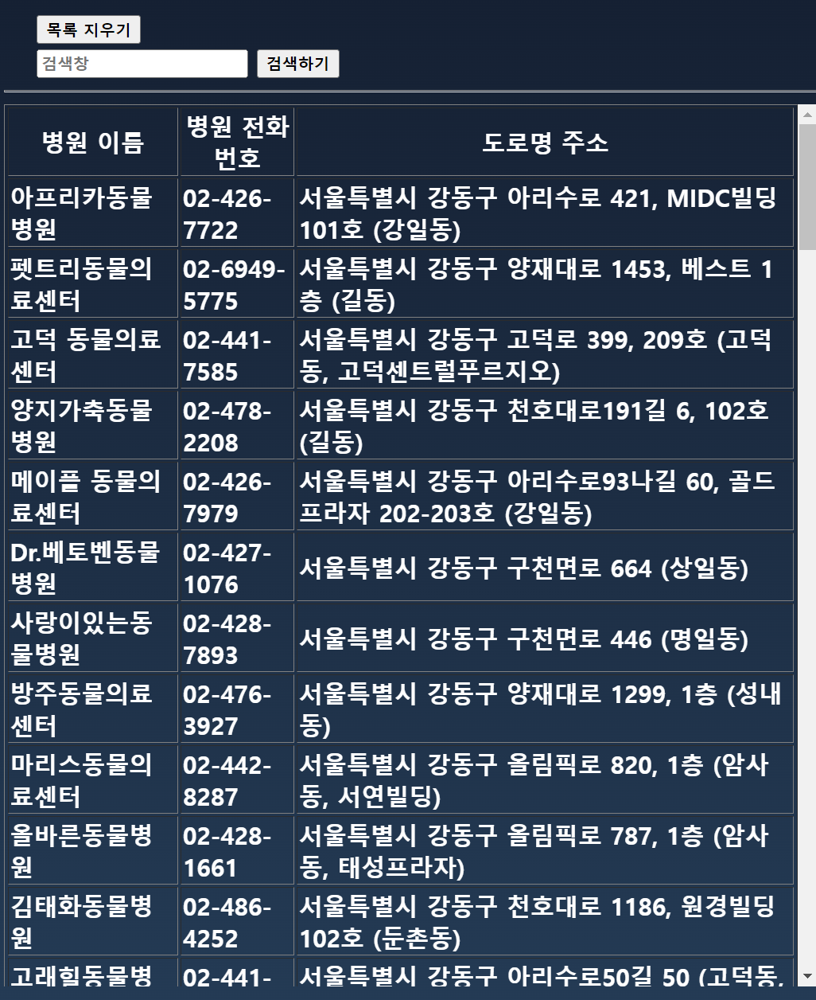 목록 지우기
검색창 검색하기
병원 이름
병원 전화
번호
도로명 주소
아프리카동물
병원
02-426-
7722
서울특별시 강동구 아리수로 421, MIDC빌딩
101호 (강일동)
펫트리동물의
료센터
02-6949-
5775
서울특별시 강동구 양재대로 1453, 베스트 1
층 (길동)
고덕 동물의료
센터
02-441-
7585
서울특별시 강동구 고덕로 399, 209호 (고덕
동, 고덕센트럴푸르지오)
양지가축동물
병원
02-478-
2208
서울특별시 강동구 천호대로191길 6, 102호
(길동)
메이플 동물의
료센터
02-426-
7979
서울특별시 강동구 아리수로93나길 60, 골드
프라자 202-203호 (강일동)
Dr.베토벤동물
병원
02-427-
1076
서울특별시 강동구 구천면로 664 (상일동)
사랑이있는동
물병원
02-428-
7893
서울특별시 강동구 구천면로 446 (명일동)
방주동물의료
센터
02-476-
3927
서울특별시 강동구 양재대로 1299, 1층 (성내
동)
마리스동물의
료센터
02-442-
8287
서울특별시 강동구 올림픽로 820, 1층 (암사
동, 서연빌딩)
올바른동물병
원
02-428-
1661
서울특별시 강동구 올림픽로 787, 1층 (암사
동, 태성프라자)
김태화동물병
원
02-486-
4252
서울특별시 강동구 천호대로 1186, 원경빌딩
102호 (둔촌동)
고래힐동물병
02-441-
서울특별시 강동구 아리수로50길 50 (고덕동,